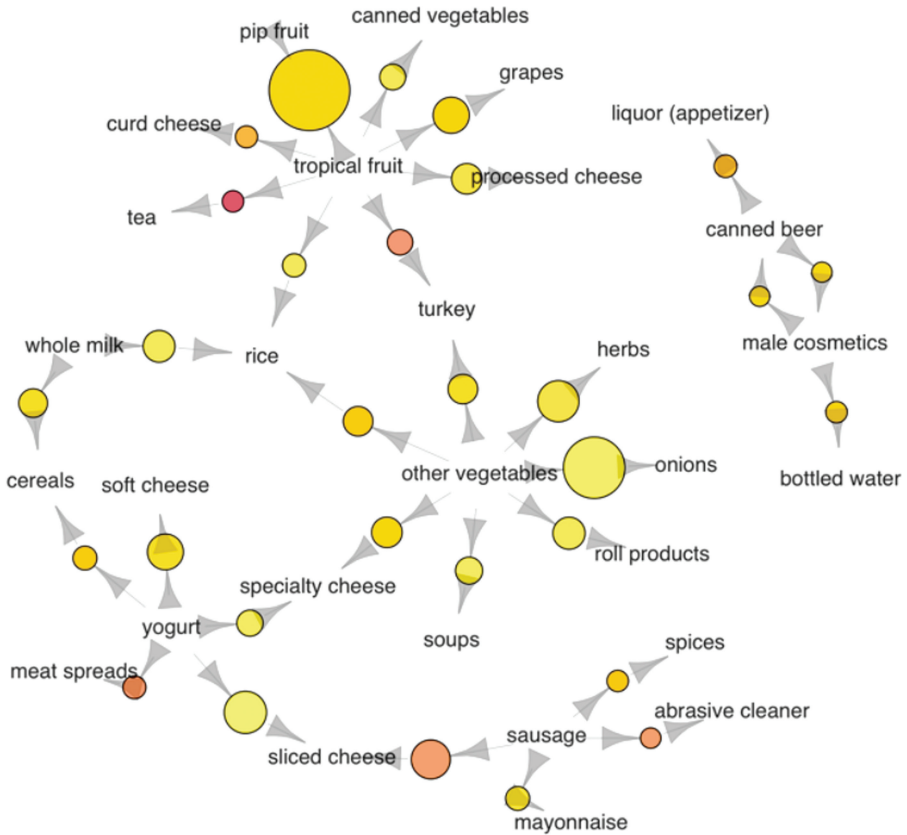 canned vegetables
pip fruit
grapes
liquor (appetizer)
curd cheese
tropical fruit
processed cheese
tea
canned beer
turkey
male cosmetics
whole milk
rice
herbs
onions
other vegetables
bottled water
cereals
soft cheese
roll products
specialty cheese
yogurt
soups
spices
meat spreads
abrasive cleaner
sausage
sliced cheese
mayonnaise